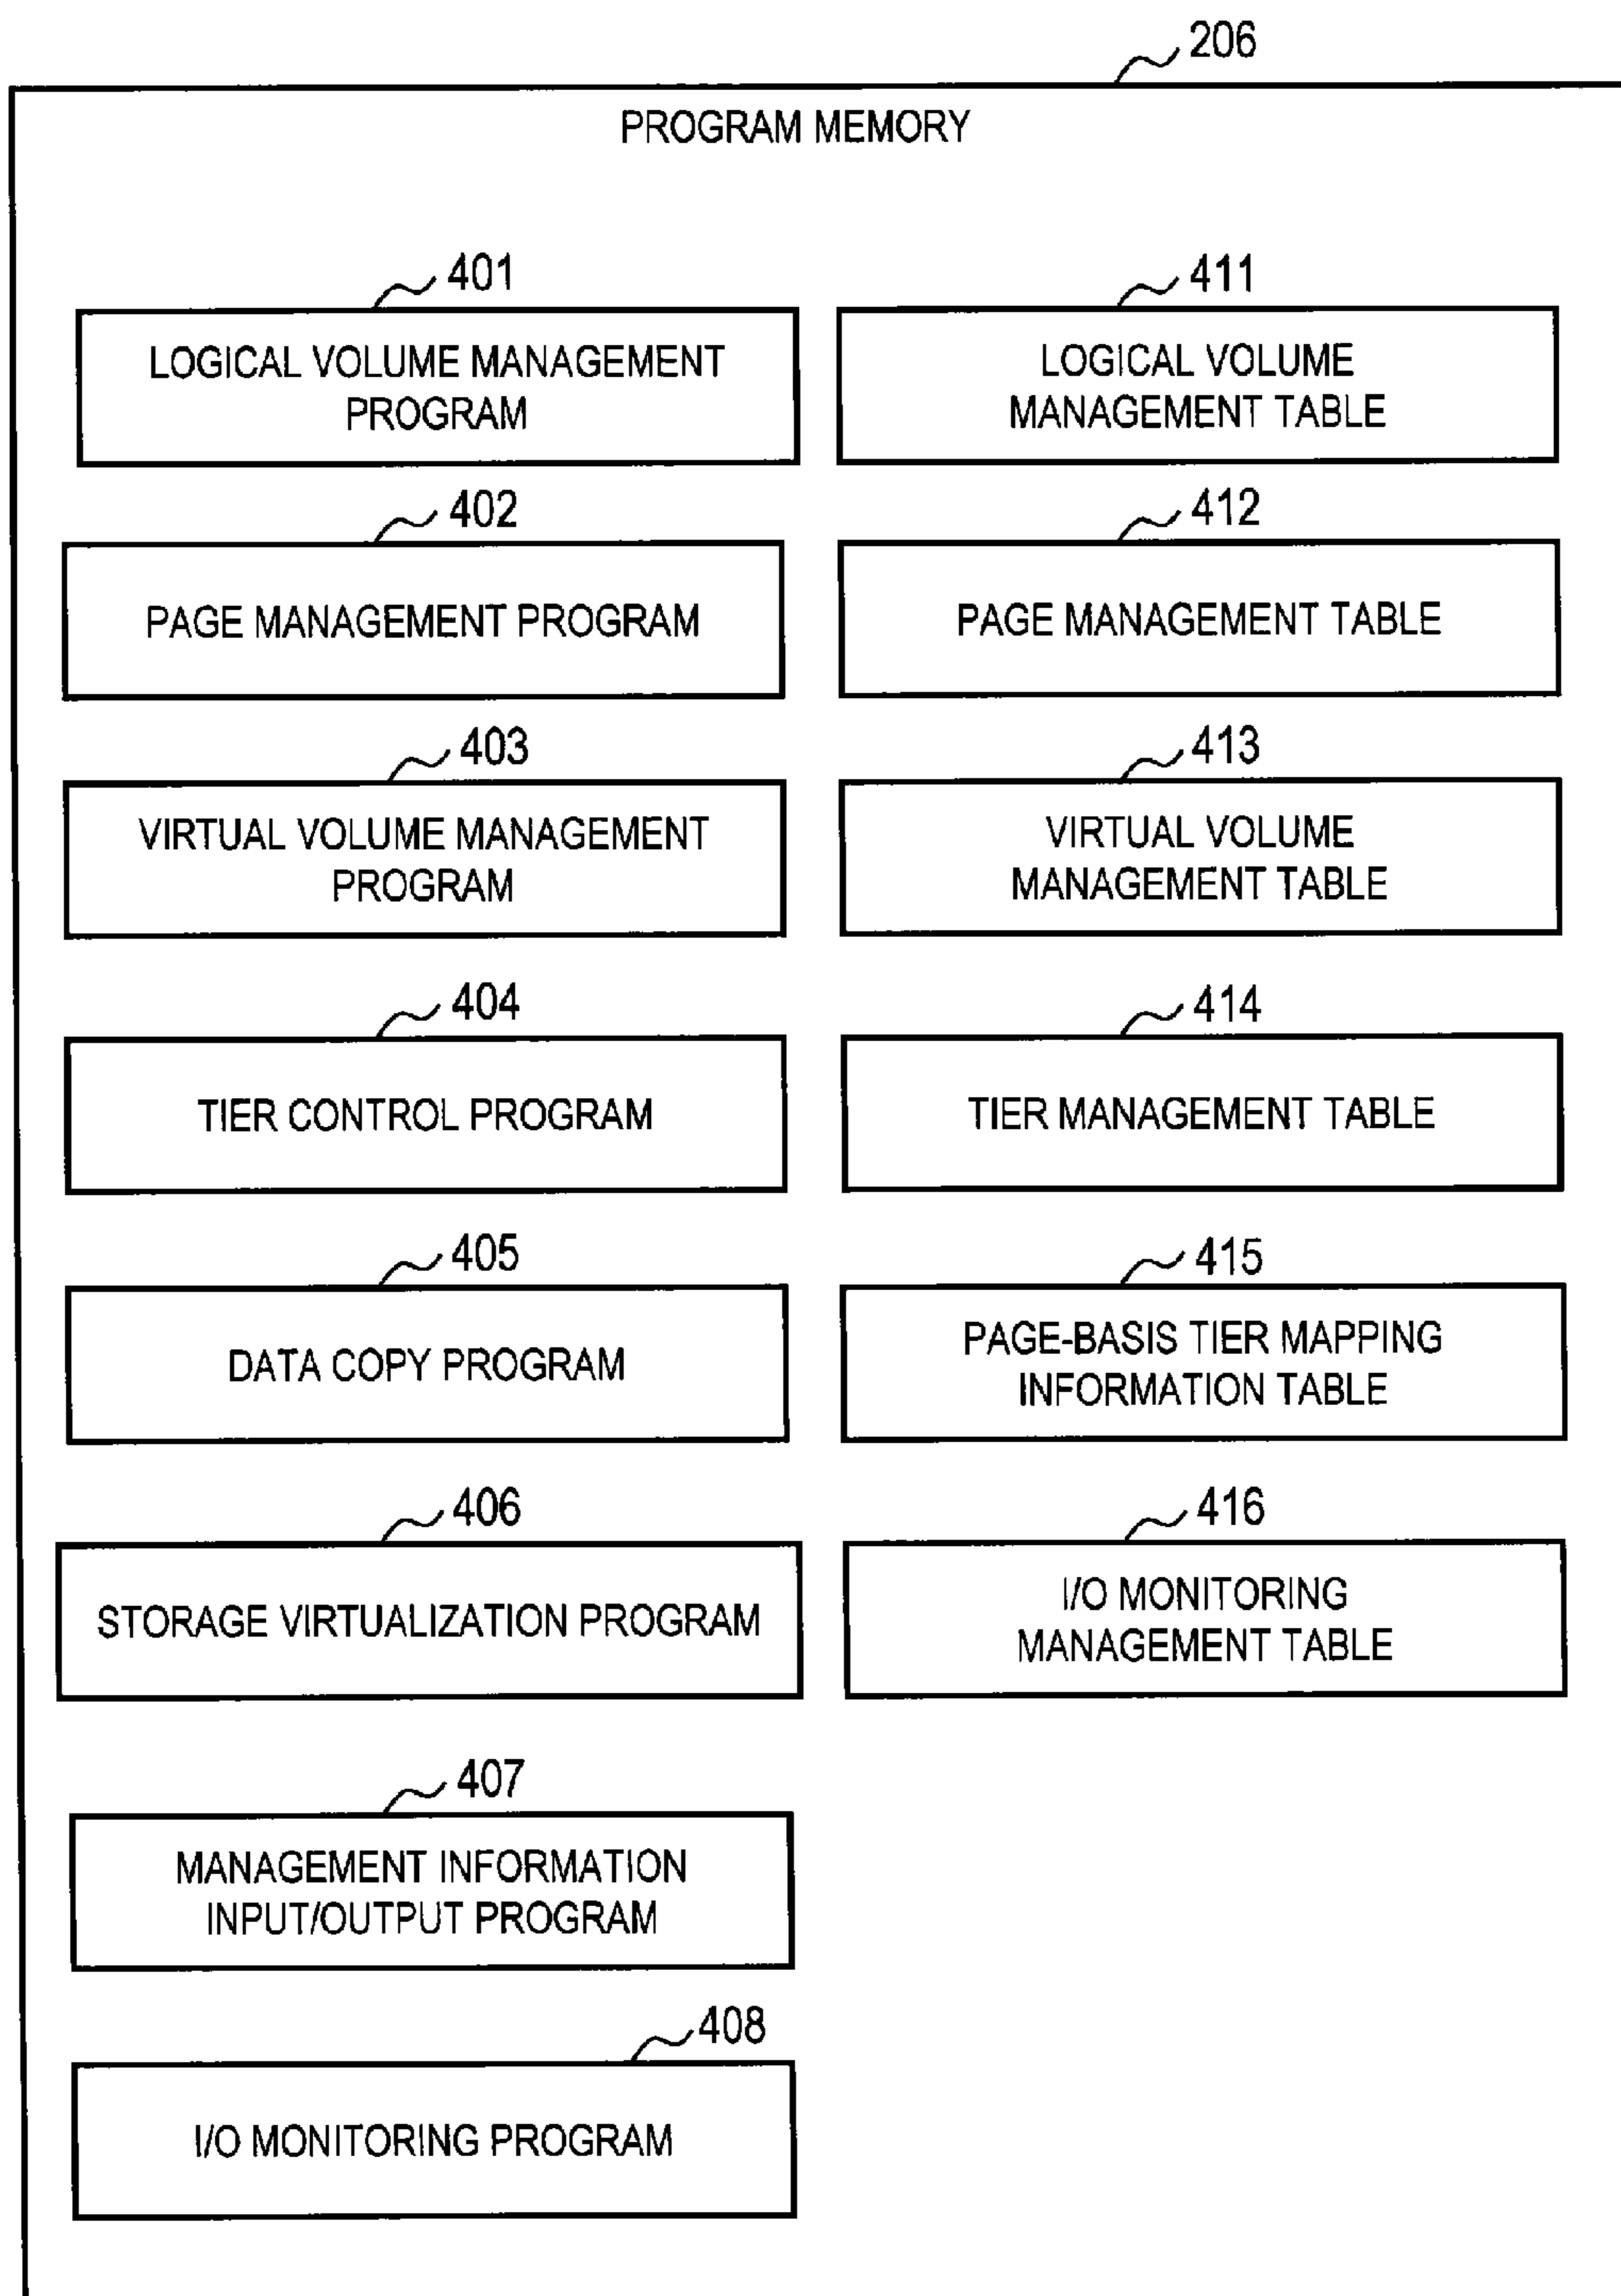 206
PROGRAM MEMORY
401
LOGICAL VOLUME MANAGEMENT
PROGRAM
411
LOGICAL VOLUME
MANAGEMENT TABLE
402
PAGE MANAGEMENT PROGRAM
412
PAGE MANAGEMENT TABLE
403
VIRTUAL VOLUME MANAGEMENT
PROGRAM
413
VIRTUAL VOLUME
MANAGEMENT TABLE
404
TIER CONTROL PROGRAM
414
TIER MANAGEMENT TABLE
405
DATA COPY PROGRAM
415
PAGE-BASIS TIER MAPPING
INFORMATION TABLE
406
STORAGE VIRTUALIZATION PROGRAM
416
I/O MONITORING
MANAGEMENT TABLE
407
MANAGEMENT INFORMATION
INPUT/OUTPUT PROGRAM
408
I/O MONITORING PROGRAM